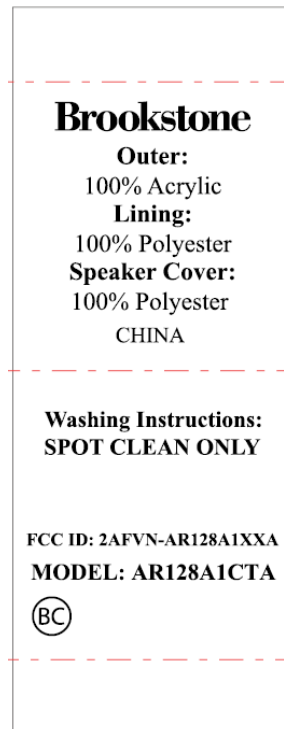 Brookstone
Outer:
100% Acrylic
Lining:
100% Polyester
Speaker Cover:
100% Polyester
CHINA
Washing Instructions:
SPOT CLEAN ONLY
FCC ID: 2AFVN-AR128A1XXA
MODEL: AR128A1CTA
BC